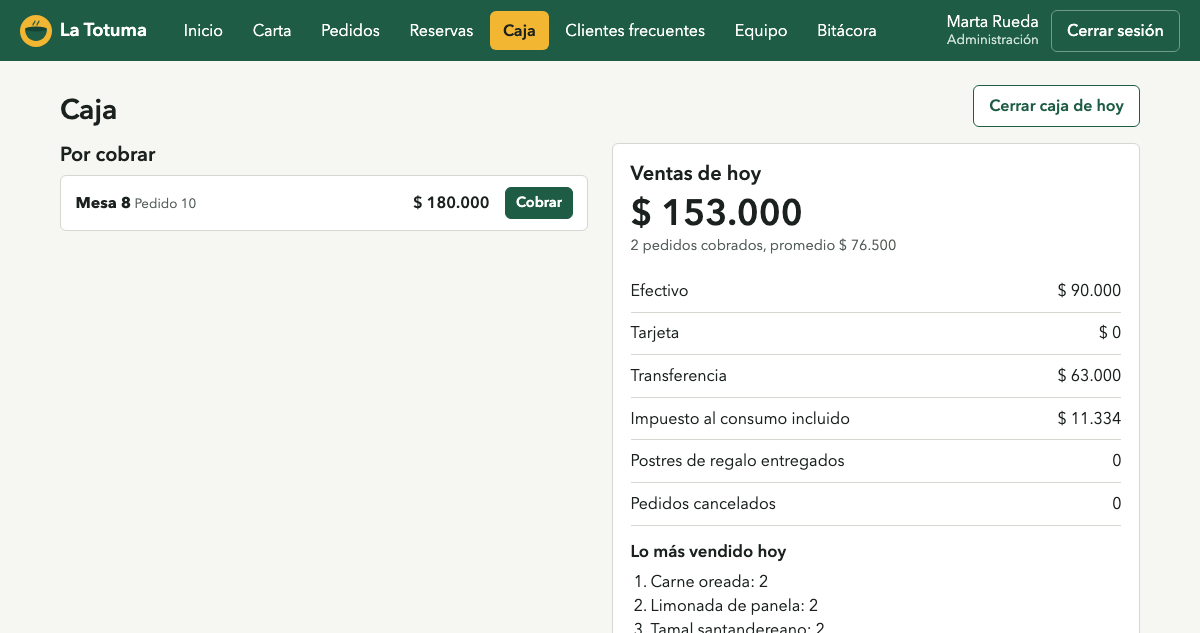 La Totuma
Inicio
Carta
Pedidos
Reservas
Caja
Clientes frecuentes
Equipo
Bitácora
Marta Rueda
Administración
Cerrar sesión
Caja
Cerrar caja de hoy
Por cobrar
Mesa 8 Pedido 10 $ 180.000 Cobrar
Ventas de hoy
$ 153.000
2 pedidos cobrados, promedio $ 76.500
Efectivo $ 90.000
Tarjeta $ 0
Transferencia $ 63.000
Impuesto al consumo incluido $ 11.334
Postres de regalo entregados 0
Pedidos cancelados 0
Lo más vendido hoy
1. Carne oreada: 2
2. Limonada de panela: 2
3. Tamal santandereano: 2